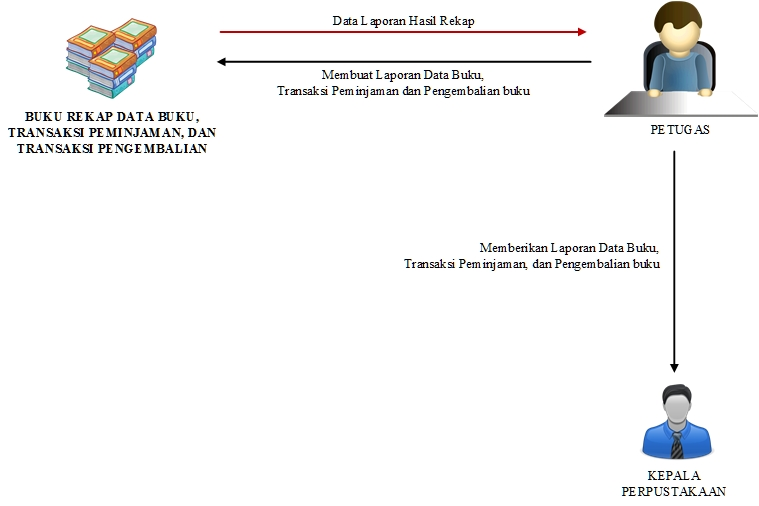 Data Laporan Hasil Rekap
Membuat Laporan Data Buku,
Transaksi Peminjaman dan Pengembalian buku
BUKU REKAP DATA BUKU,
TRANSAKSI PEMINJAMAN, DAN
TRANSAKSI PENGEMBALIAN
PETUGAS
Memberikan Laporan Data Buku,
Transaksi Peminjaman, dan Pengembalian buku
KEPALA
PERPUSTAKAAN